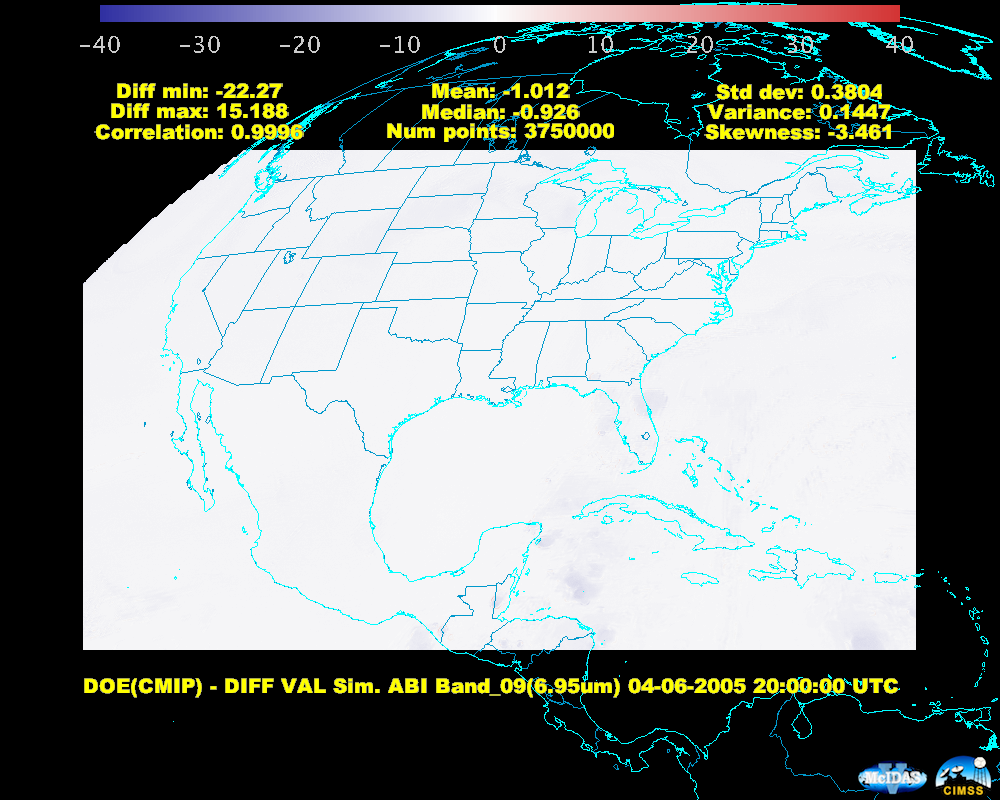 -40 -30 -20 -10 0 10 20 30 40
Diff min: -22.27 Mean: -1.012 Std dev: 0.3804
Diff max: 15.188 Median: -0.926 Variance: 0.1447
Correlation: 0.9996 Num points: 3750000 Skewness: -3.461
DOE(CMIP) - DIFF VAL Sim. ABI Band_09(6.95um) 04-06-2005 20:00:00 UTC
McIDAS V
CIMSS